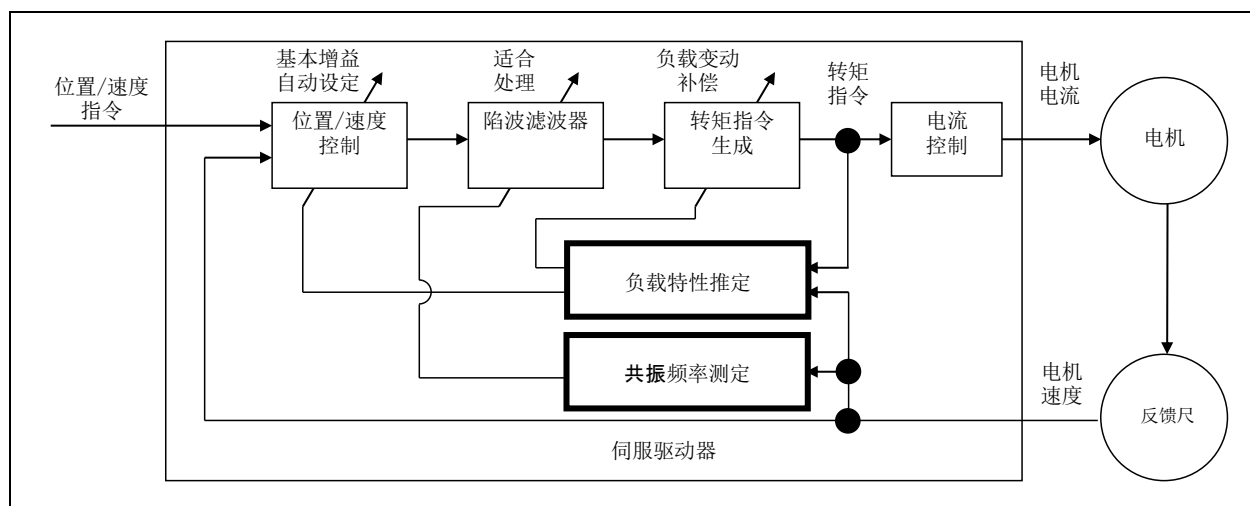 基本增益
自动设定
适合
处理
负载变动
补偿
转矩
指令
电机
电流
位置/速度
指令
位置/速度
控制
陷波滤波器
转矩指令
生成
电流
控制
电机
负载特性推定
共振频率测定
电机
速度
反馈尺
伺服驱动器